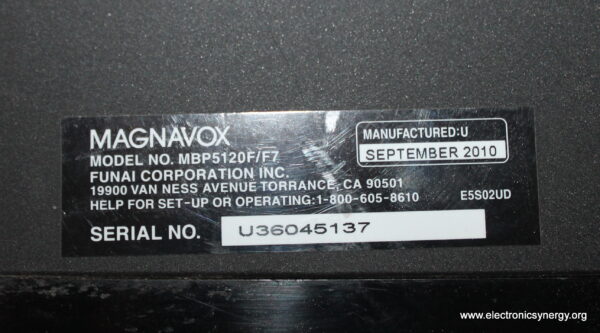 MAGNAVOX
MODEL NO. MBP5120F/F7
FUNAI CORPORATION INC.
19900 VAN NESS AVENUE TORRANCE, CA 90501
HELP FOR SET-UP OR OPERATING:1-800-605-8610
SERIAL NO. U36045137
MANUFACTURED:U
SEPTEMBER 2010
E5S02UD
www.electronicsynergy.org